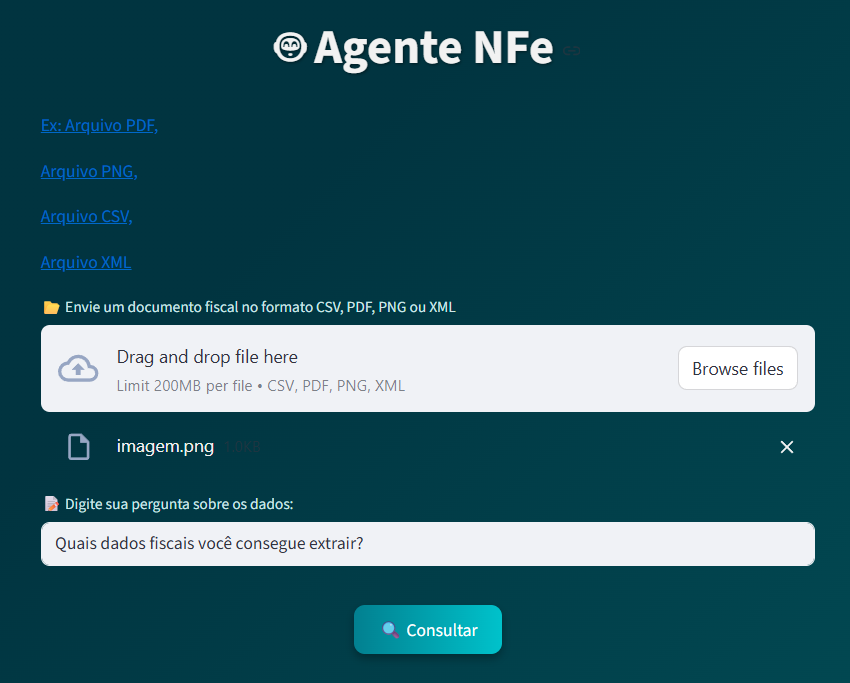 Agente NFe
Ex: Arquivo PDF,
Arquivo PNG,
Arquivo CSV,
Arquivo XML
Envie um documento fiscal no formato CSV, PDF, PNG ou XML
Drag and drop file here
Limit 200MB per file • CSV, PDF, PNG, XML
Browse files
imagem.png
Digite sua pergunta sobre os dados:
Quais dados fiscais você consegue extrair?
Consultar